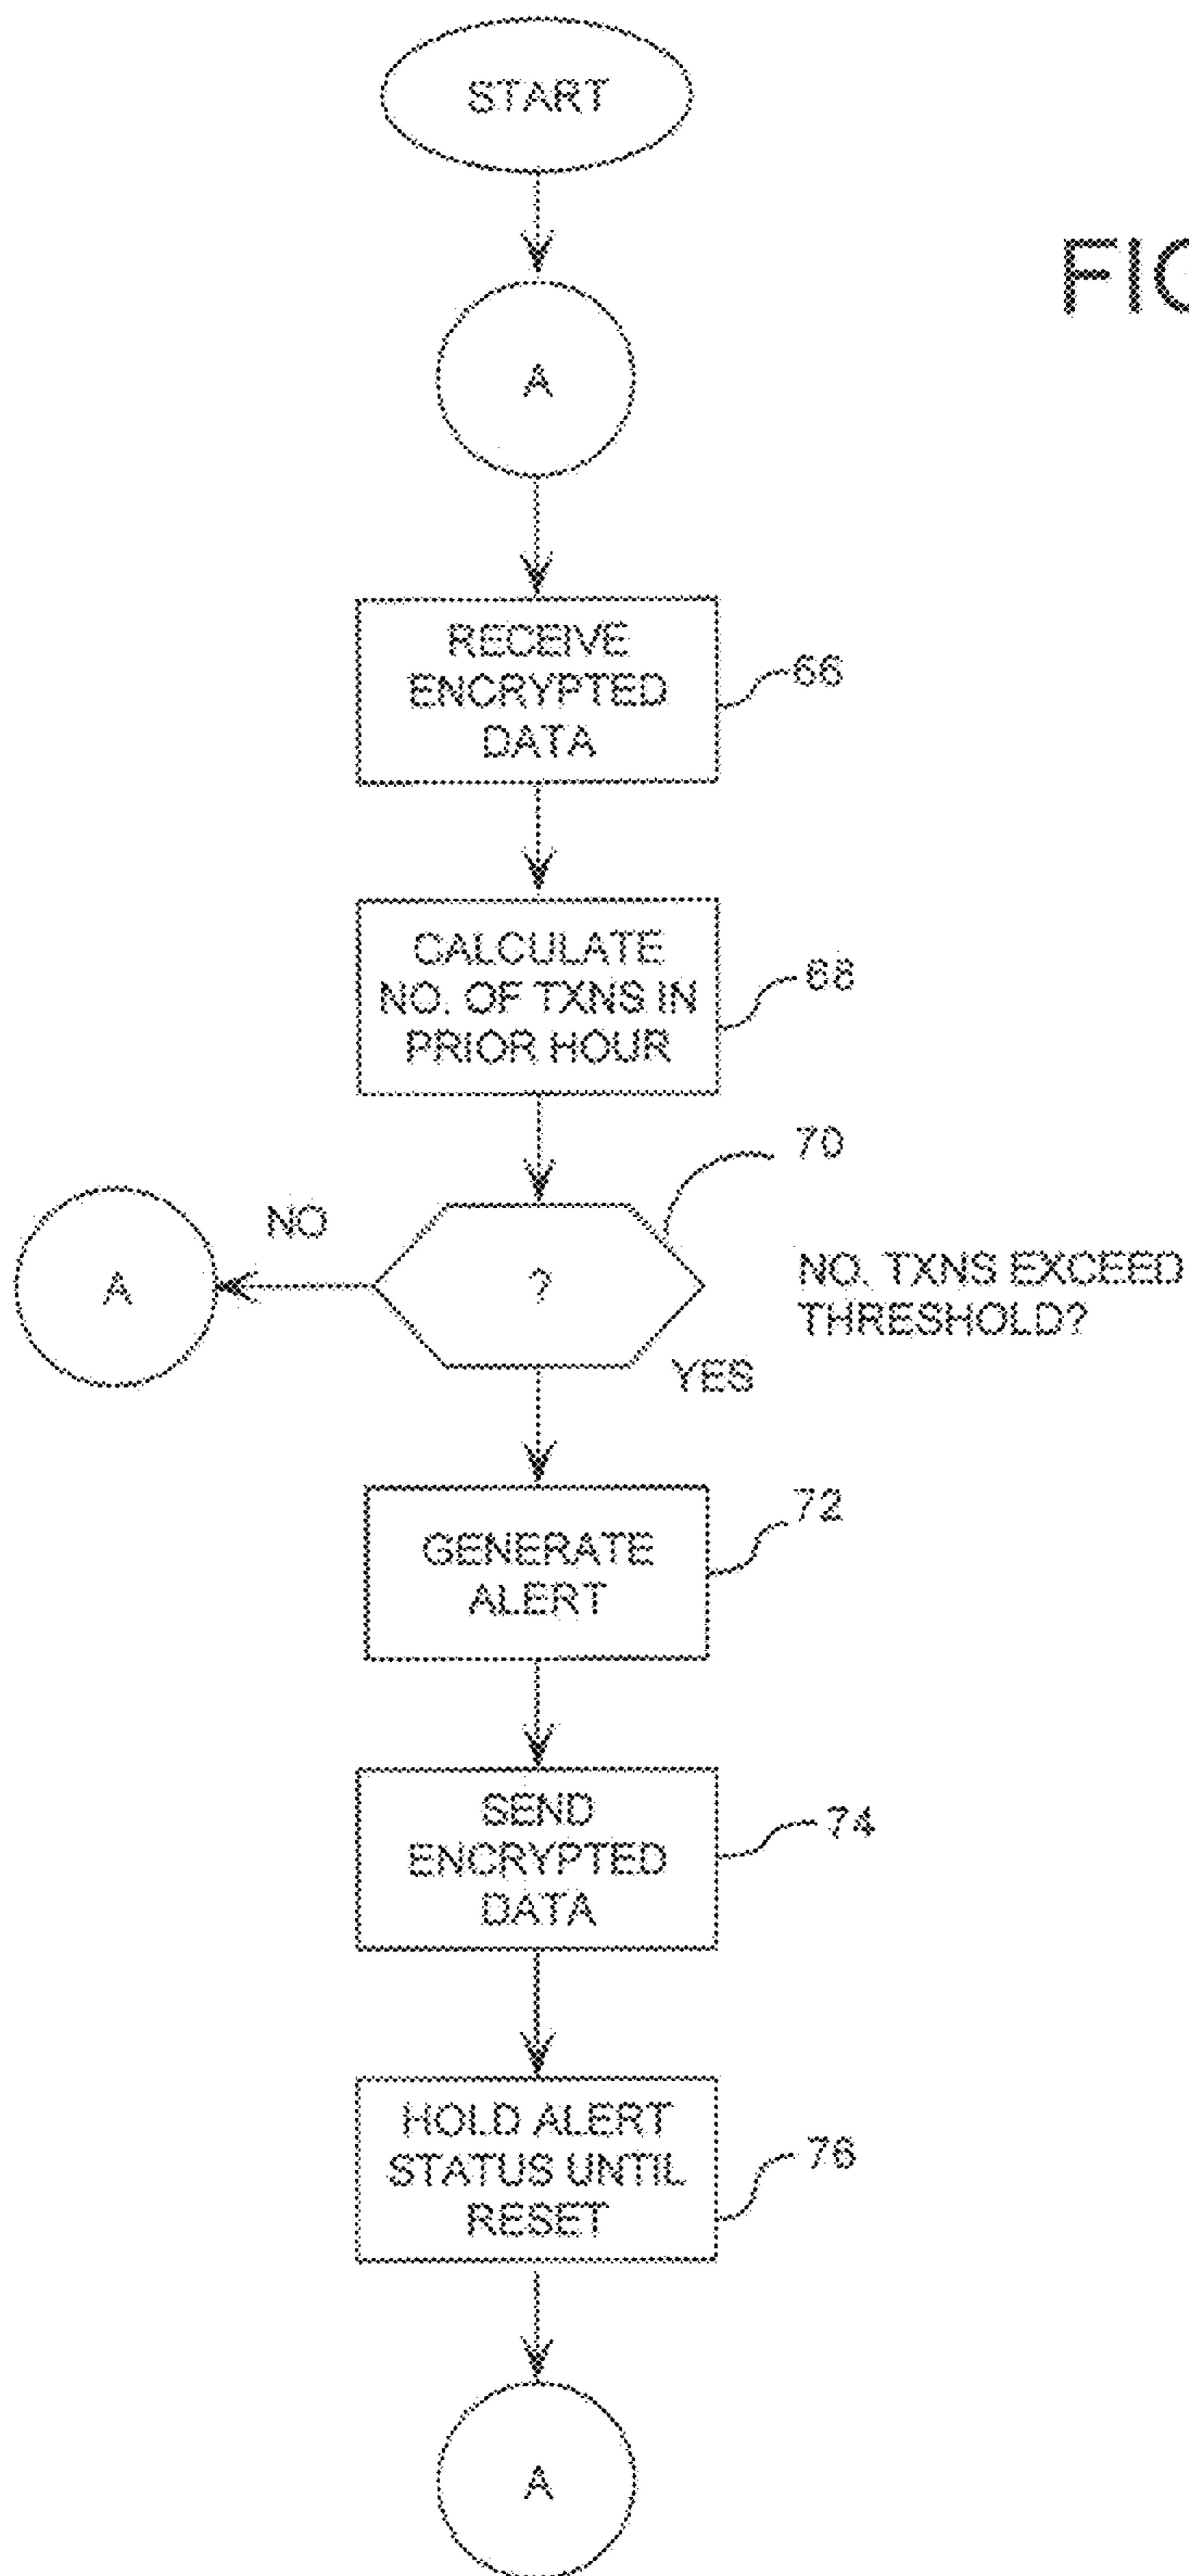 START
FIG
A
RECEIVE
ENCRYPTED
DATA
66
CALCULATE
NO. OF TXNS IN
PRIOR HOUR
68
70
NO
A
?
NO. TXNS EXCEED
THRESHOLD?
YES
GENERATE
ALERT
72
SEND
ENCRYPTED
DATA
74
HOLD ALERT
STATUS UNTIL
RESET
76
A